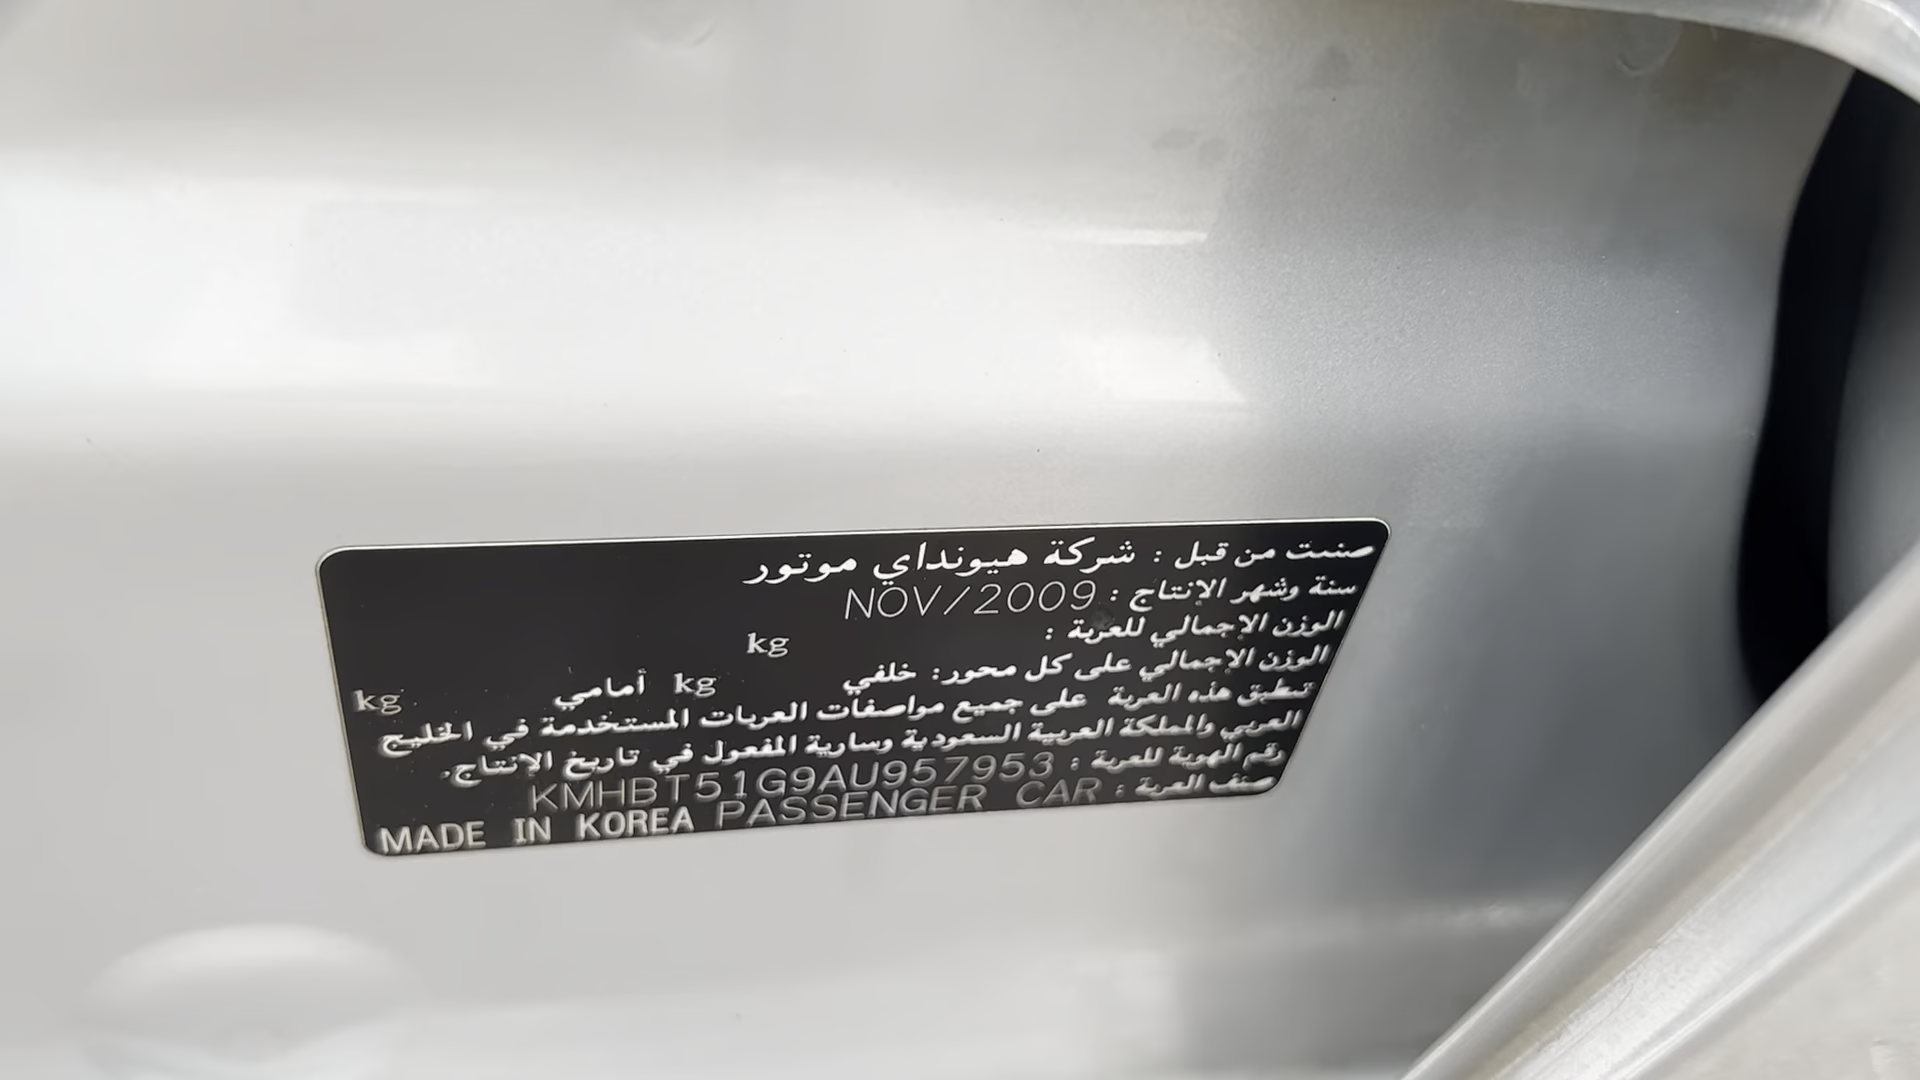 صنعت من قبل : شركة هيونداي موتور
سنة وشهر الإنتاج : NOV/2009
الوزن الإجمالي للعربة : kg
الوزن الإجمالي على كل محور: خلفي kg أمامي kg
تطبق هذه العربة على جميع مواصفات العربات المستخدمة في الخليج
العربي والمملكة العربية السعودية وسارية المفعول في تاريخ الإنتاج.
رقم الهوية للعربة : KMHBT51G9AU957953
صنف العربة : PASSENGER CAR
MADE IN KOREA